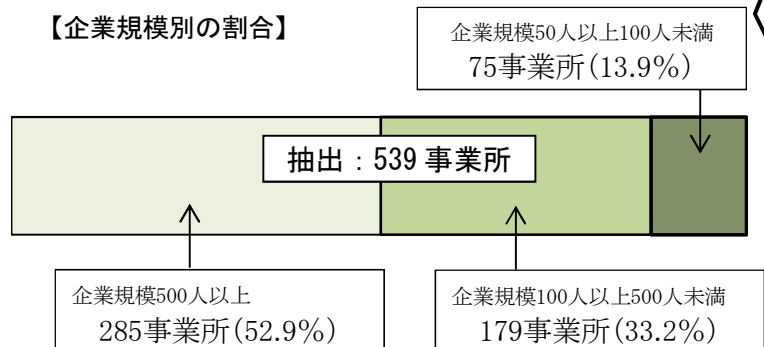 【企業規模別の割合】
企業規模50人以上100人未満
75事業所(13.9%)
抽出：539事業所
企業規模500人以上
285事業所(52.9%)
企業規模100人以上500人未満
179事業所(33.2%)